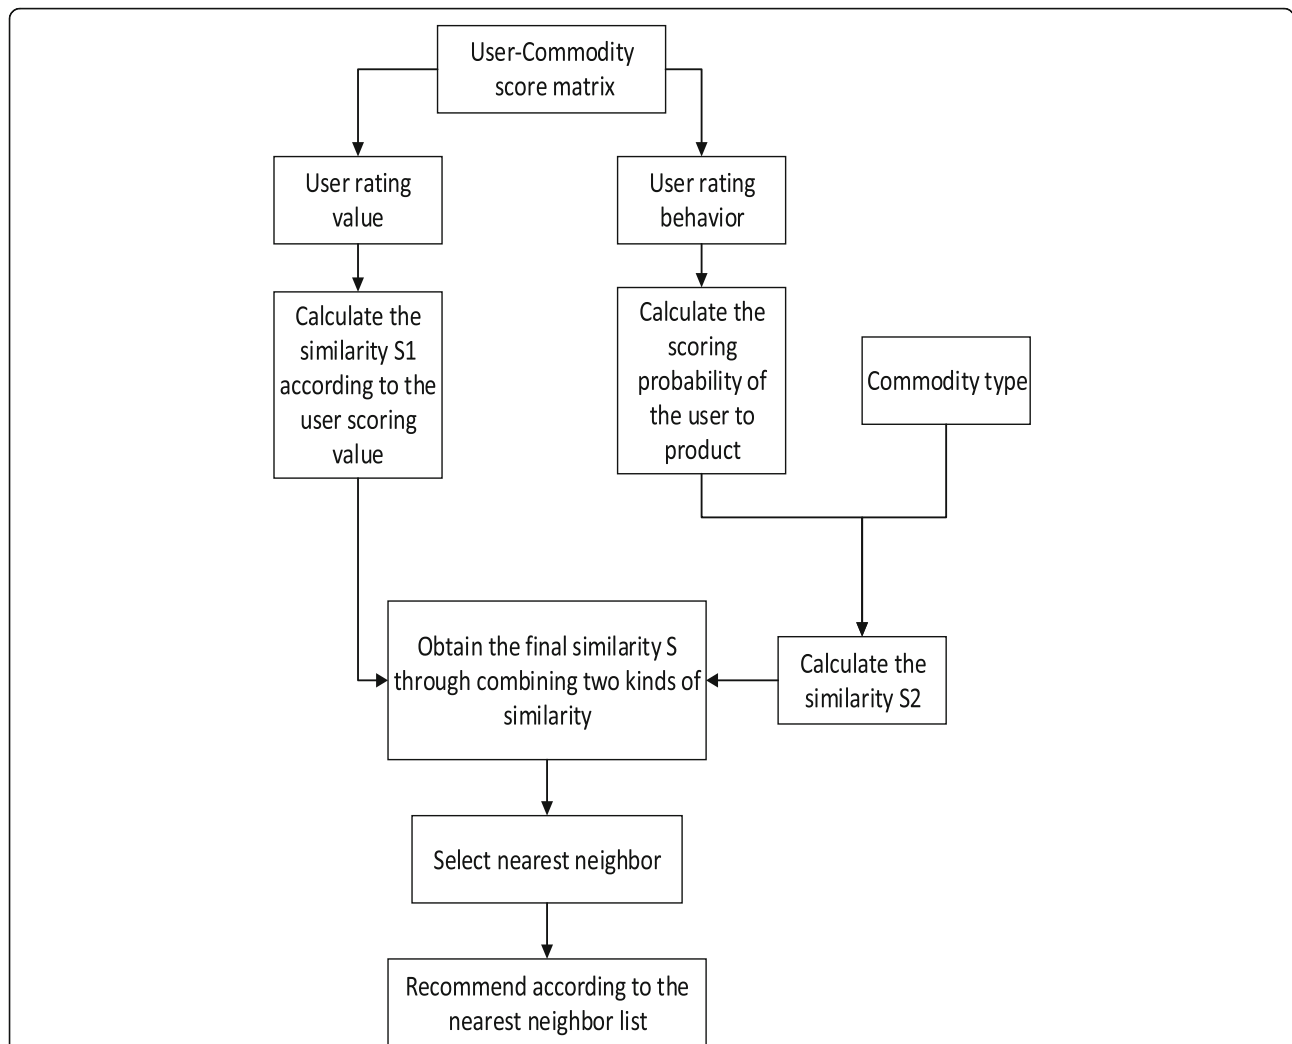 User-Commodity
score matrix
User rating
value
User rating
behavior
Calculate the
similarity S1
according to the
user scoring
value
Calculate the
scoring
probability of
the user to
product
Commodity type
Obtain the final similarity S
through combining two kinds of
similarity
Calculate the
similarity S2
Select nearest neighbor
Recommend according to the
nearest neighbor list